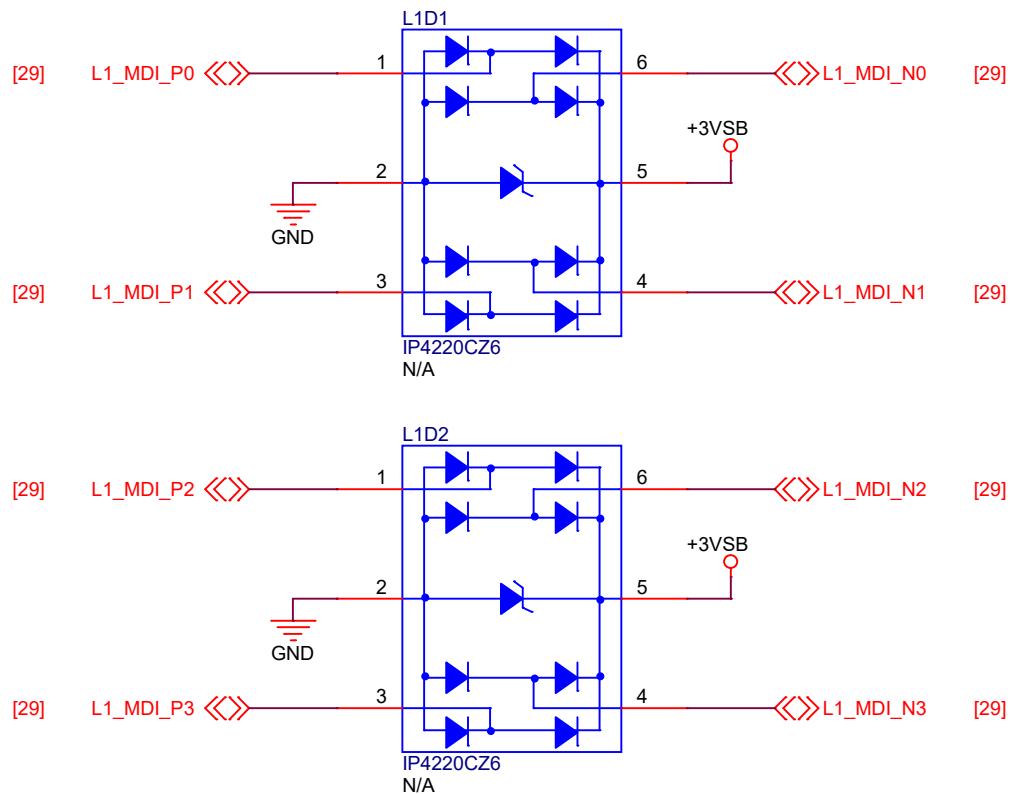 L1D1
[29] L1_MDI_P0 1 6 L1_MDI_N0 [29]
+3VSB
2 5
GND
[29] L1_MDI_P1 3 4 L1_MDI_N1 [29]
IP4220CZ6
N/A
L1D2
[29] L1_MDI_P2 1 6 L1_MDI_N2 [29]
+3VSB
2 5
GND
[29] L1_MDI_P3 3 4 L1_MDI_N3 [29]
IP4220CZ6
N/A